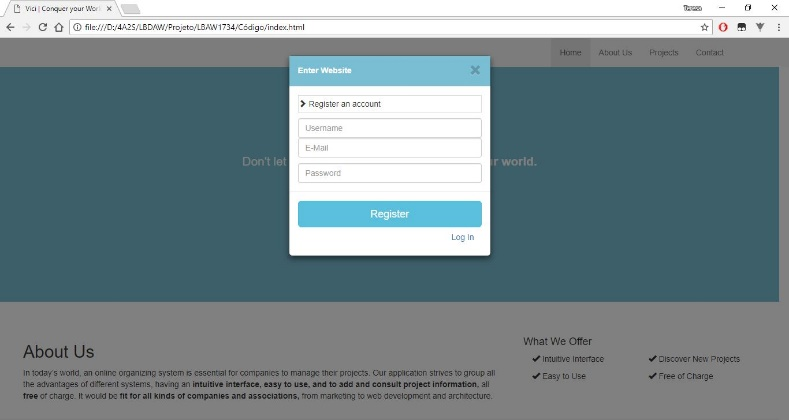 Vici | Conquer your Worl
Teresa
file:///D:/4A2S/LBDAW/Projeto/LBAW1734/Código/index.html
Home About Us Projects Contact
Enter Website
Register an account
Username
E-Mail
Password
Register
Log In
Don't let
r world.
About Us
In today's world, an online organizing system is essential for companies to manage their projects. Our application strives to group all
the advantages of different systems, having an intuitive interface, easy to use, and to add and consult project information, all
free of charge. It would be fit for all kinds of companies and associations, from marketing to web development and architecture.
What We Offer
Intuitive Interface
Discover New Projects
Easy to Use
Free of Charge